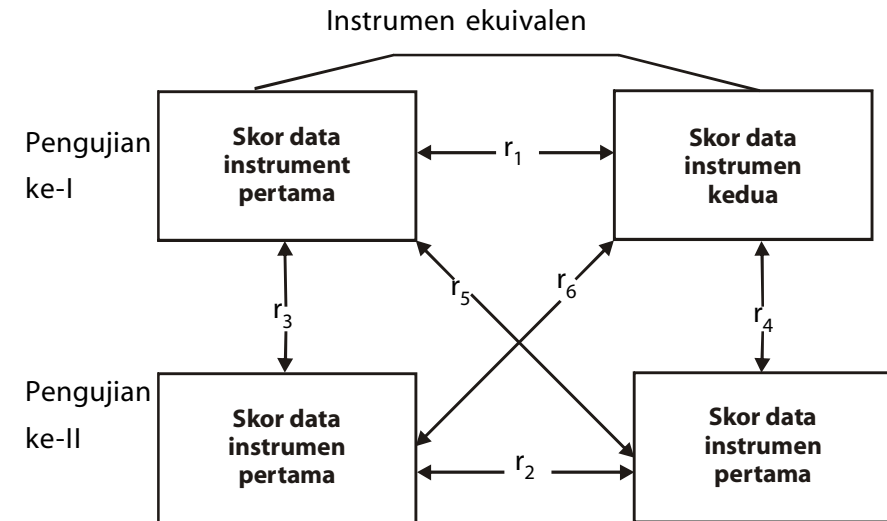 Instrumen ekuivalen
Pengujian
ke-I
Skor data
instrument
pertama
r1
Skor data
instrumen
kedua
r3
r5
r6
r4
Pengujian
ke-II
Skor data
instrumen
pertama
r2
Skor data
instrumen
pertama